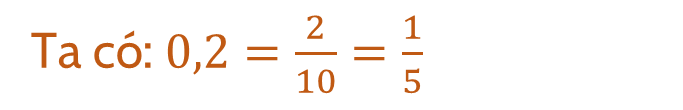 Ta có: 0,2 = 2/10 = 1/5